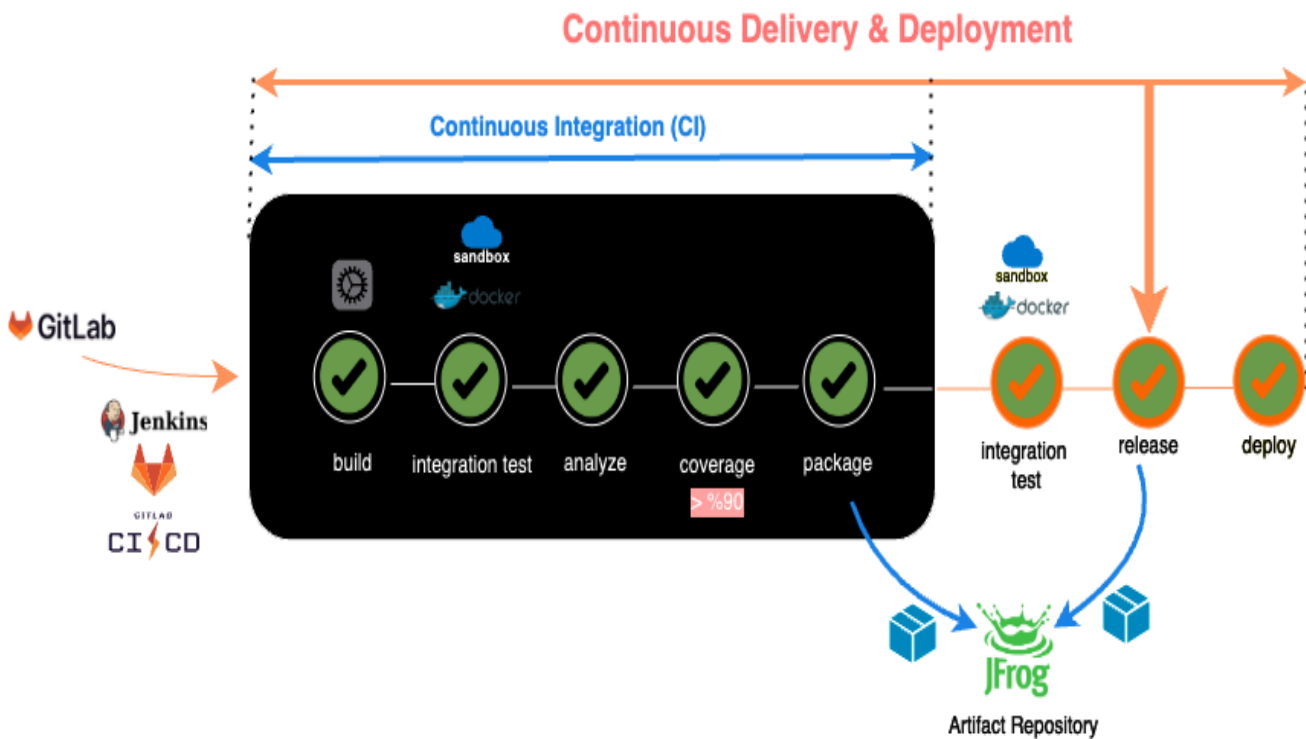 Continuous Delivery & Deployment
Continuous Integration (CI)
sandbox
docker
sandbox
docker
GitLab
Jenkins
GITLAB
CI CD
build
integration test
analyze
coverage
package
> %90
integration
test
release
deploy
JFrog
Artifact Repository